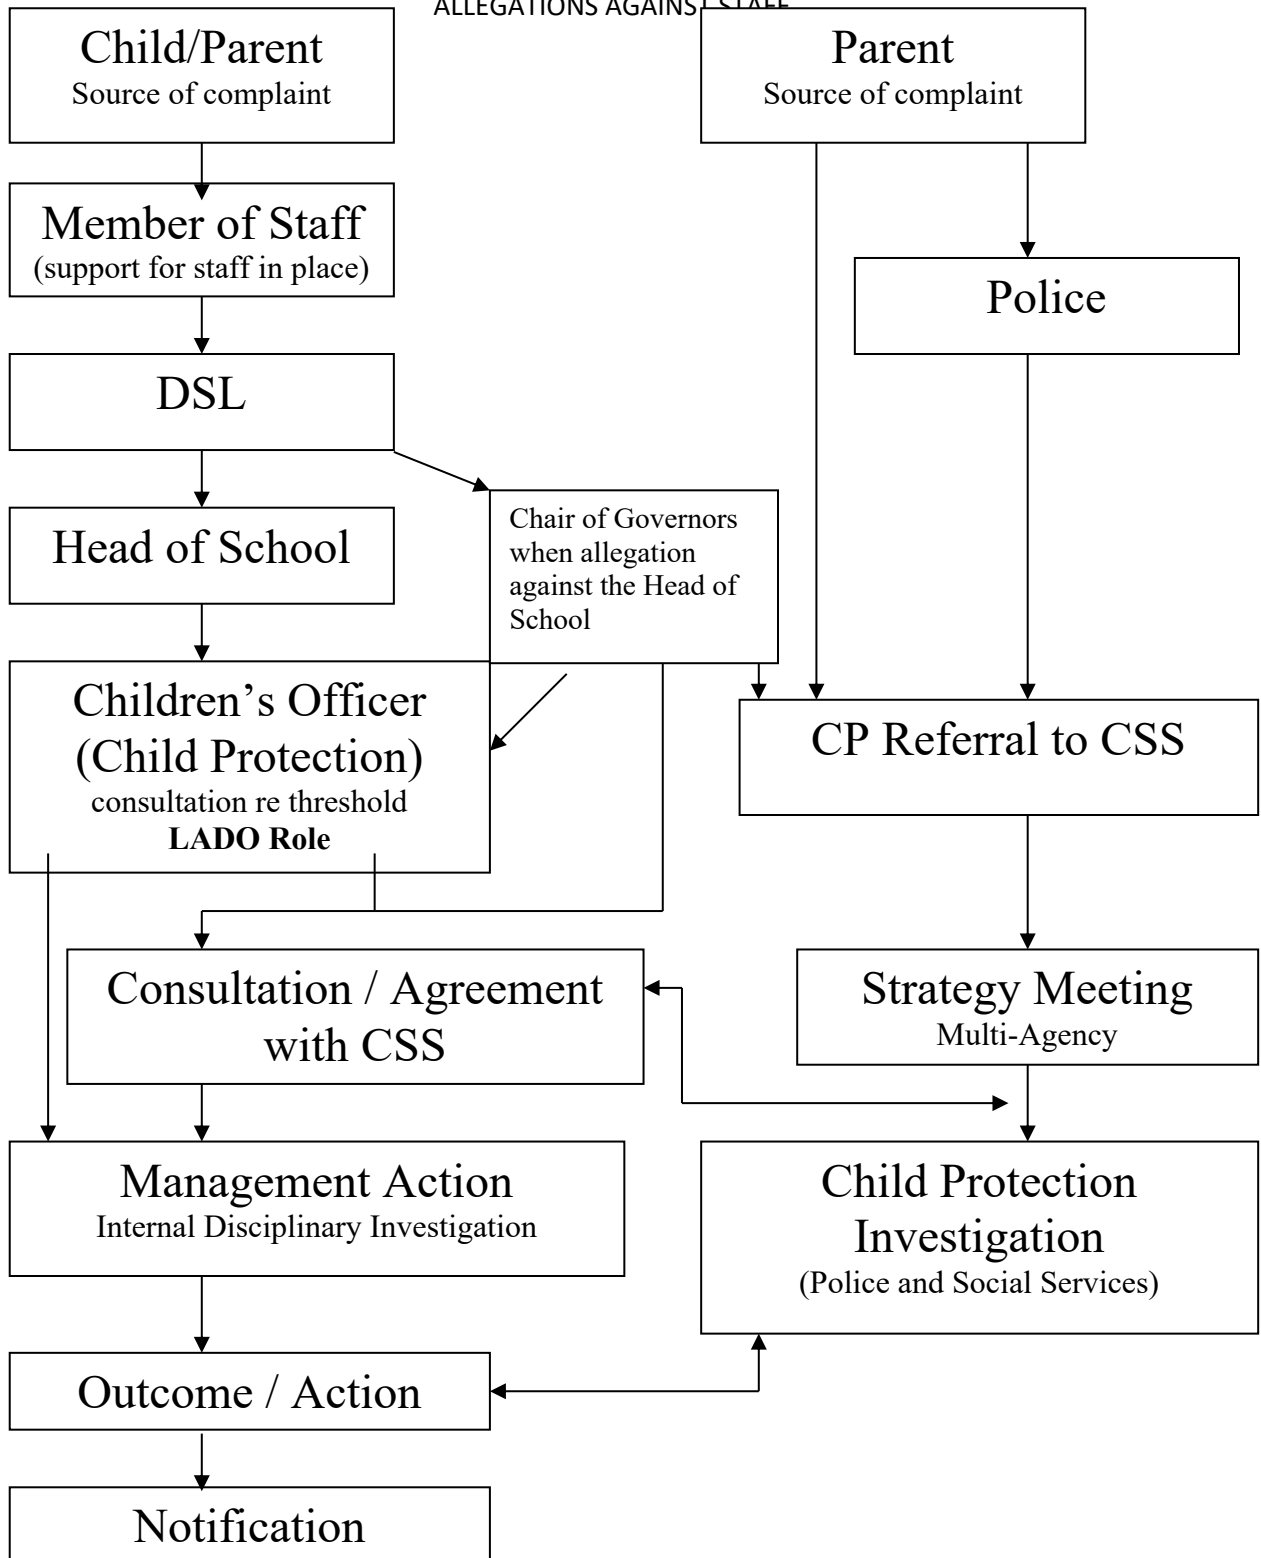 ALLEGATIONS AGAINST STAFF
Child/Parent
Source of complaint
Parent
Source of complaint
Member of Staff
(support for staff in place)
Police
DSL
Chair of Governors
when allegation
against the Head of
School
Head of School
Children’s Officer
(Child Protection)
consultation re threshold
LADO Role
CP Referral to CSS
Consultation / Agreement
with CSS
Strategy Meeting
Multi-Agency
Management Action
Internal Disciplinary Investigation
Child Protection
Investigation
(Police and Social Services)
Outcome / Action
Notification